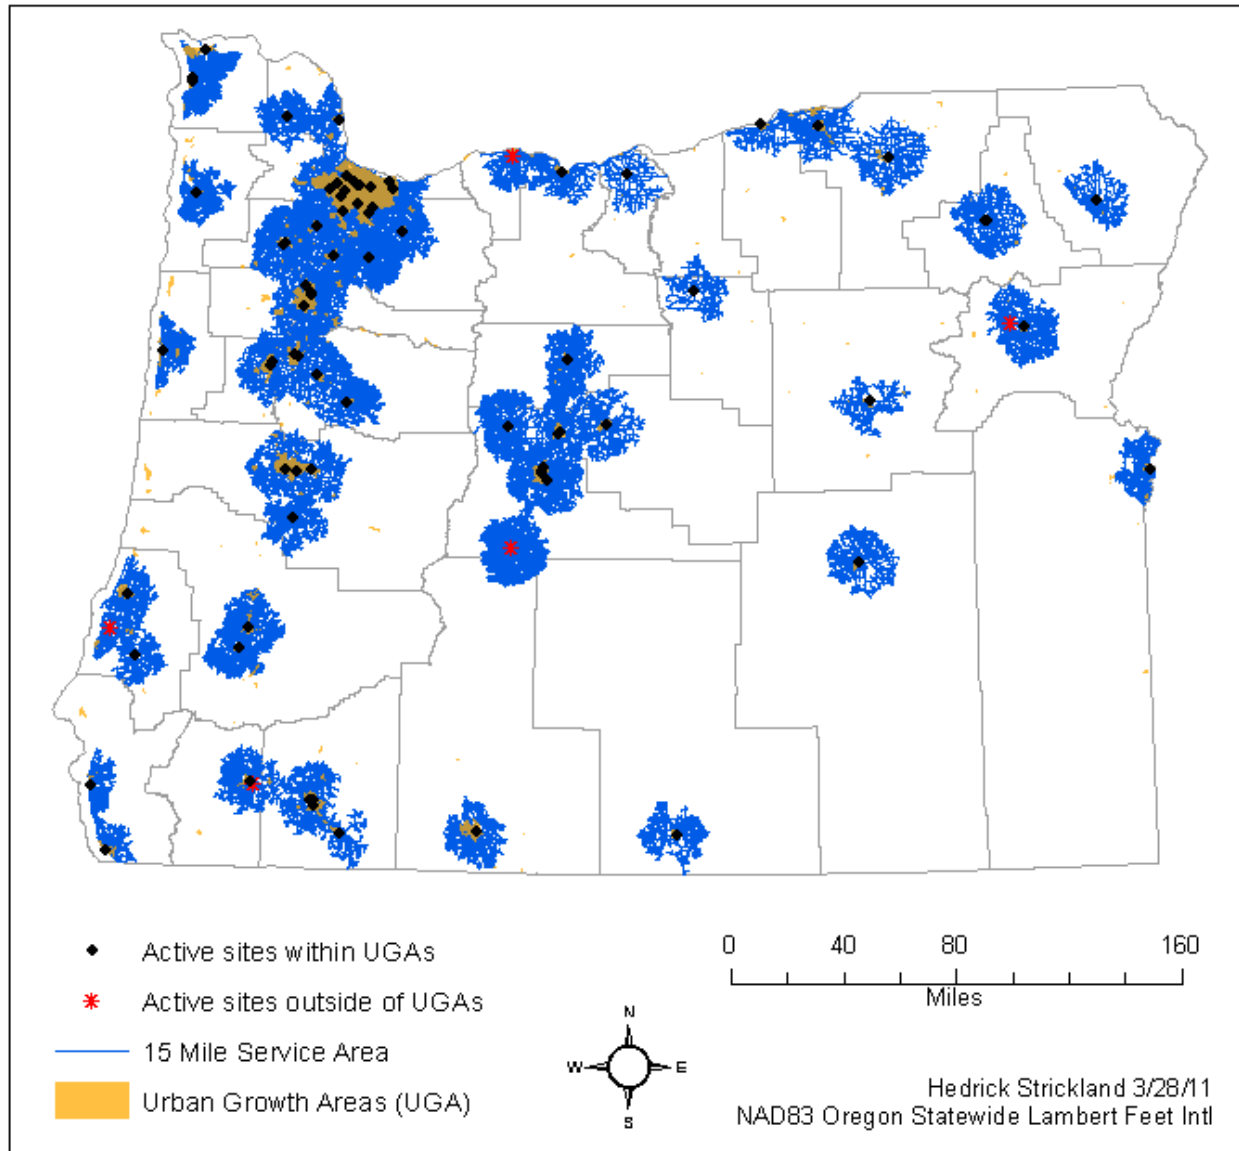 Active sites within UGAs
Active sites outside of UGAs
15 Mile Service Area
Urban Growth Areas (UGA)
0 40 80 160
Miles
N
W E
S
Hedrick Strickland 3/28/11
NAD83 Oregon Statewide Lambert Feet Intl